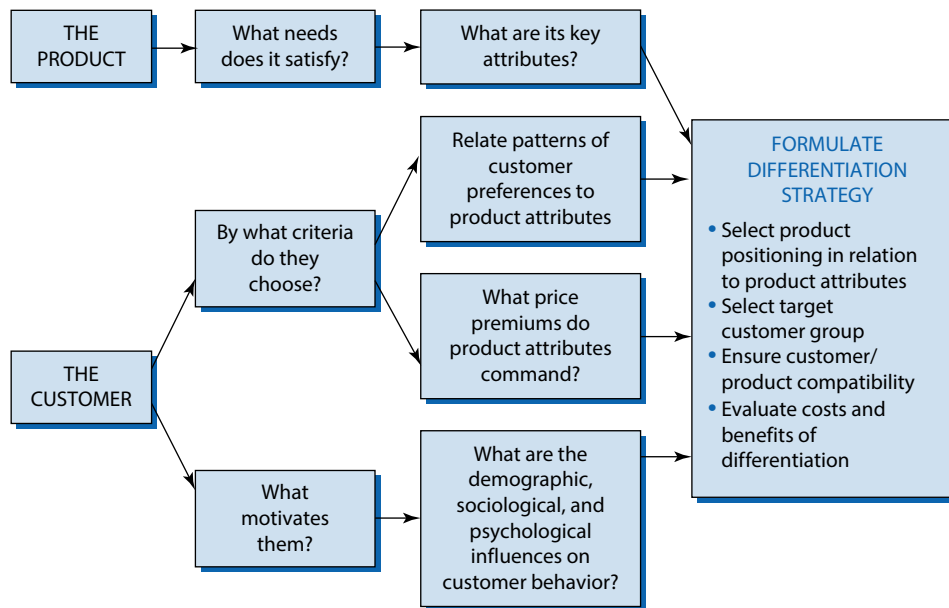 THE
PRODUCT
What needs
does it satisfy?
What are its key
attributes?
Relate patterns of
customer
preferences to
product attributes
By what criteria
do they
choose?
What price
premiums do
product attributes
command?
THE
CUSTOMER
What
motivates
them?
What are the
demographic,
sociological, and
psychological
influences on
customer behavior?
FORMULATE
DIFFERENTIATION
STRATEGY
• Select product
positioning in relation
to product attributes
• Select target
customer group
• Ensure customer/
product compatibility
• Evaluate costs and
benefits of
differentiation